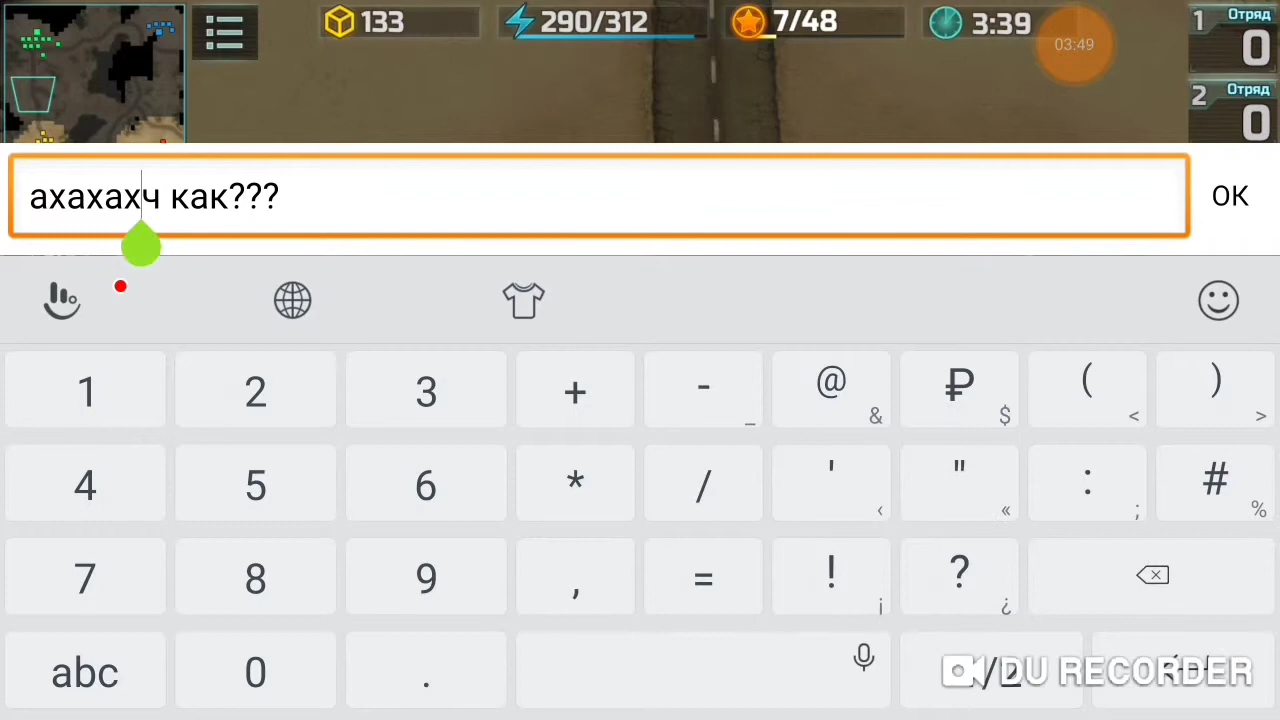 133
290/312
7/48
3:39
03:49
1 Отряд
0
2 Отряд
0
ахахахч как???
OK
1 2 3 + - _ @ & ₽ $ ( < ) >
4 5 6 * / ' ‹ " « : ; # %
7 8 9 , = ! ¡ ? ¿
abc 0 .
DU RECORDER